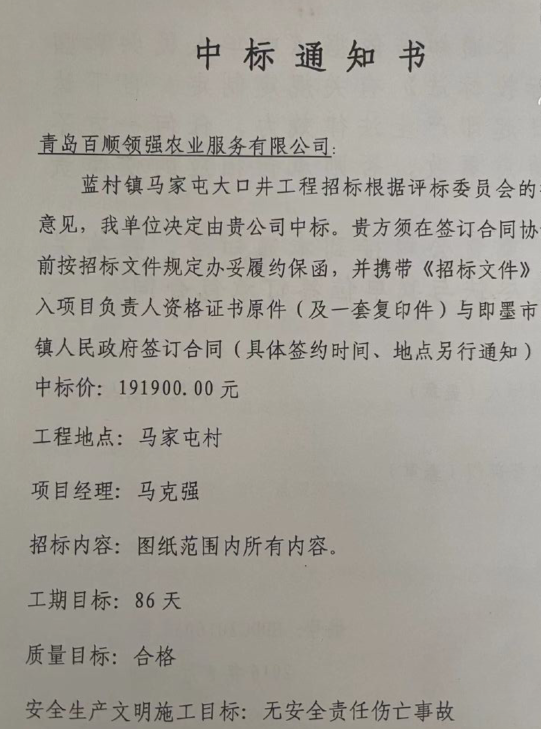 中标通知书
青岛百顺领强农业服务有限公司:
蓝村镇马家屯大口井工程招标根据评标委员会的
意见，我单位决定由贵公司中标。贵方须在签订合同协
前按招标文件规定办妥履约保函，并携带《招标文件》
入项目负责人资格证书原件（及一套复印件）与即墨市
镇人民政府签订合同（具体签约时间、地点另行通知）
中标价：191900.00 元
工程地点：马家屯村
项目经理：马克强
招标内容：图纸范围内所有内容。
工期目标：86 天
质量目标：合格
安全生产文明施工目标：无安全责任伤亡事故